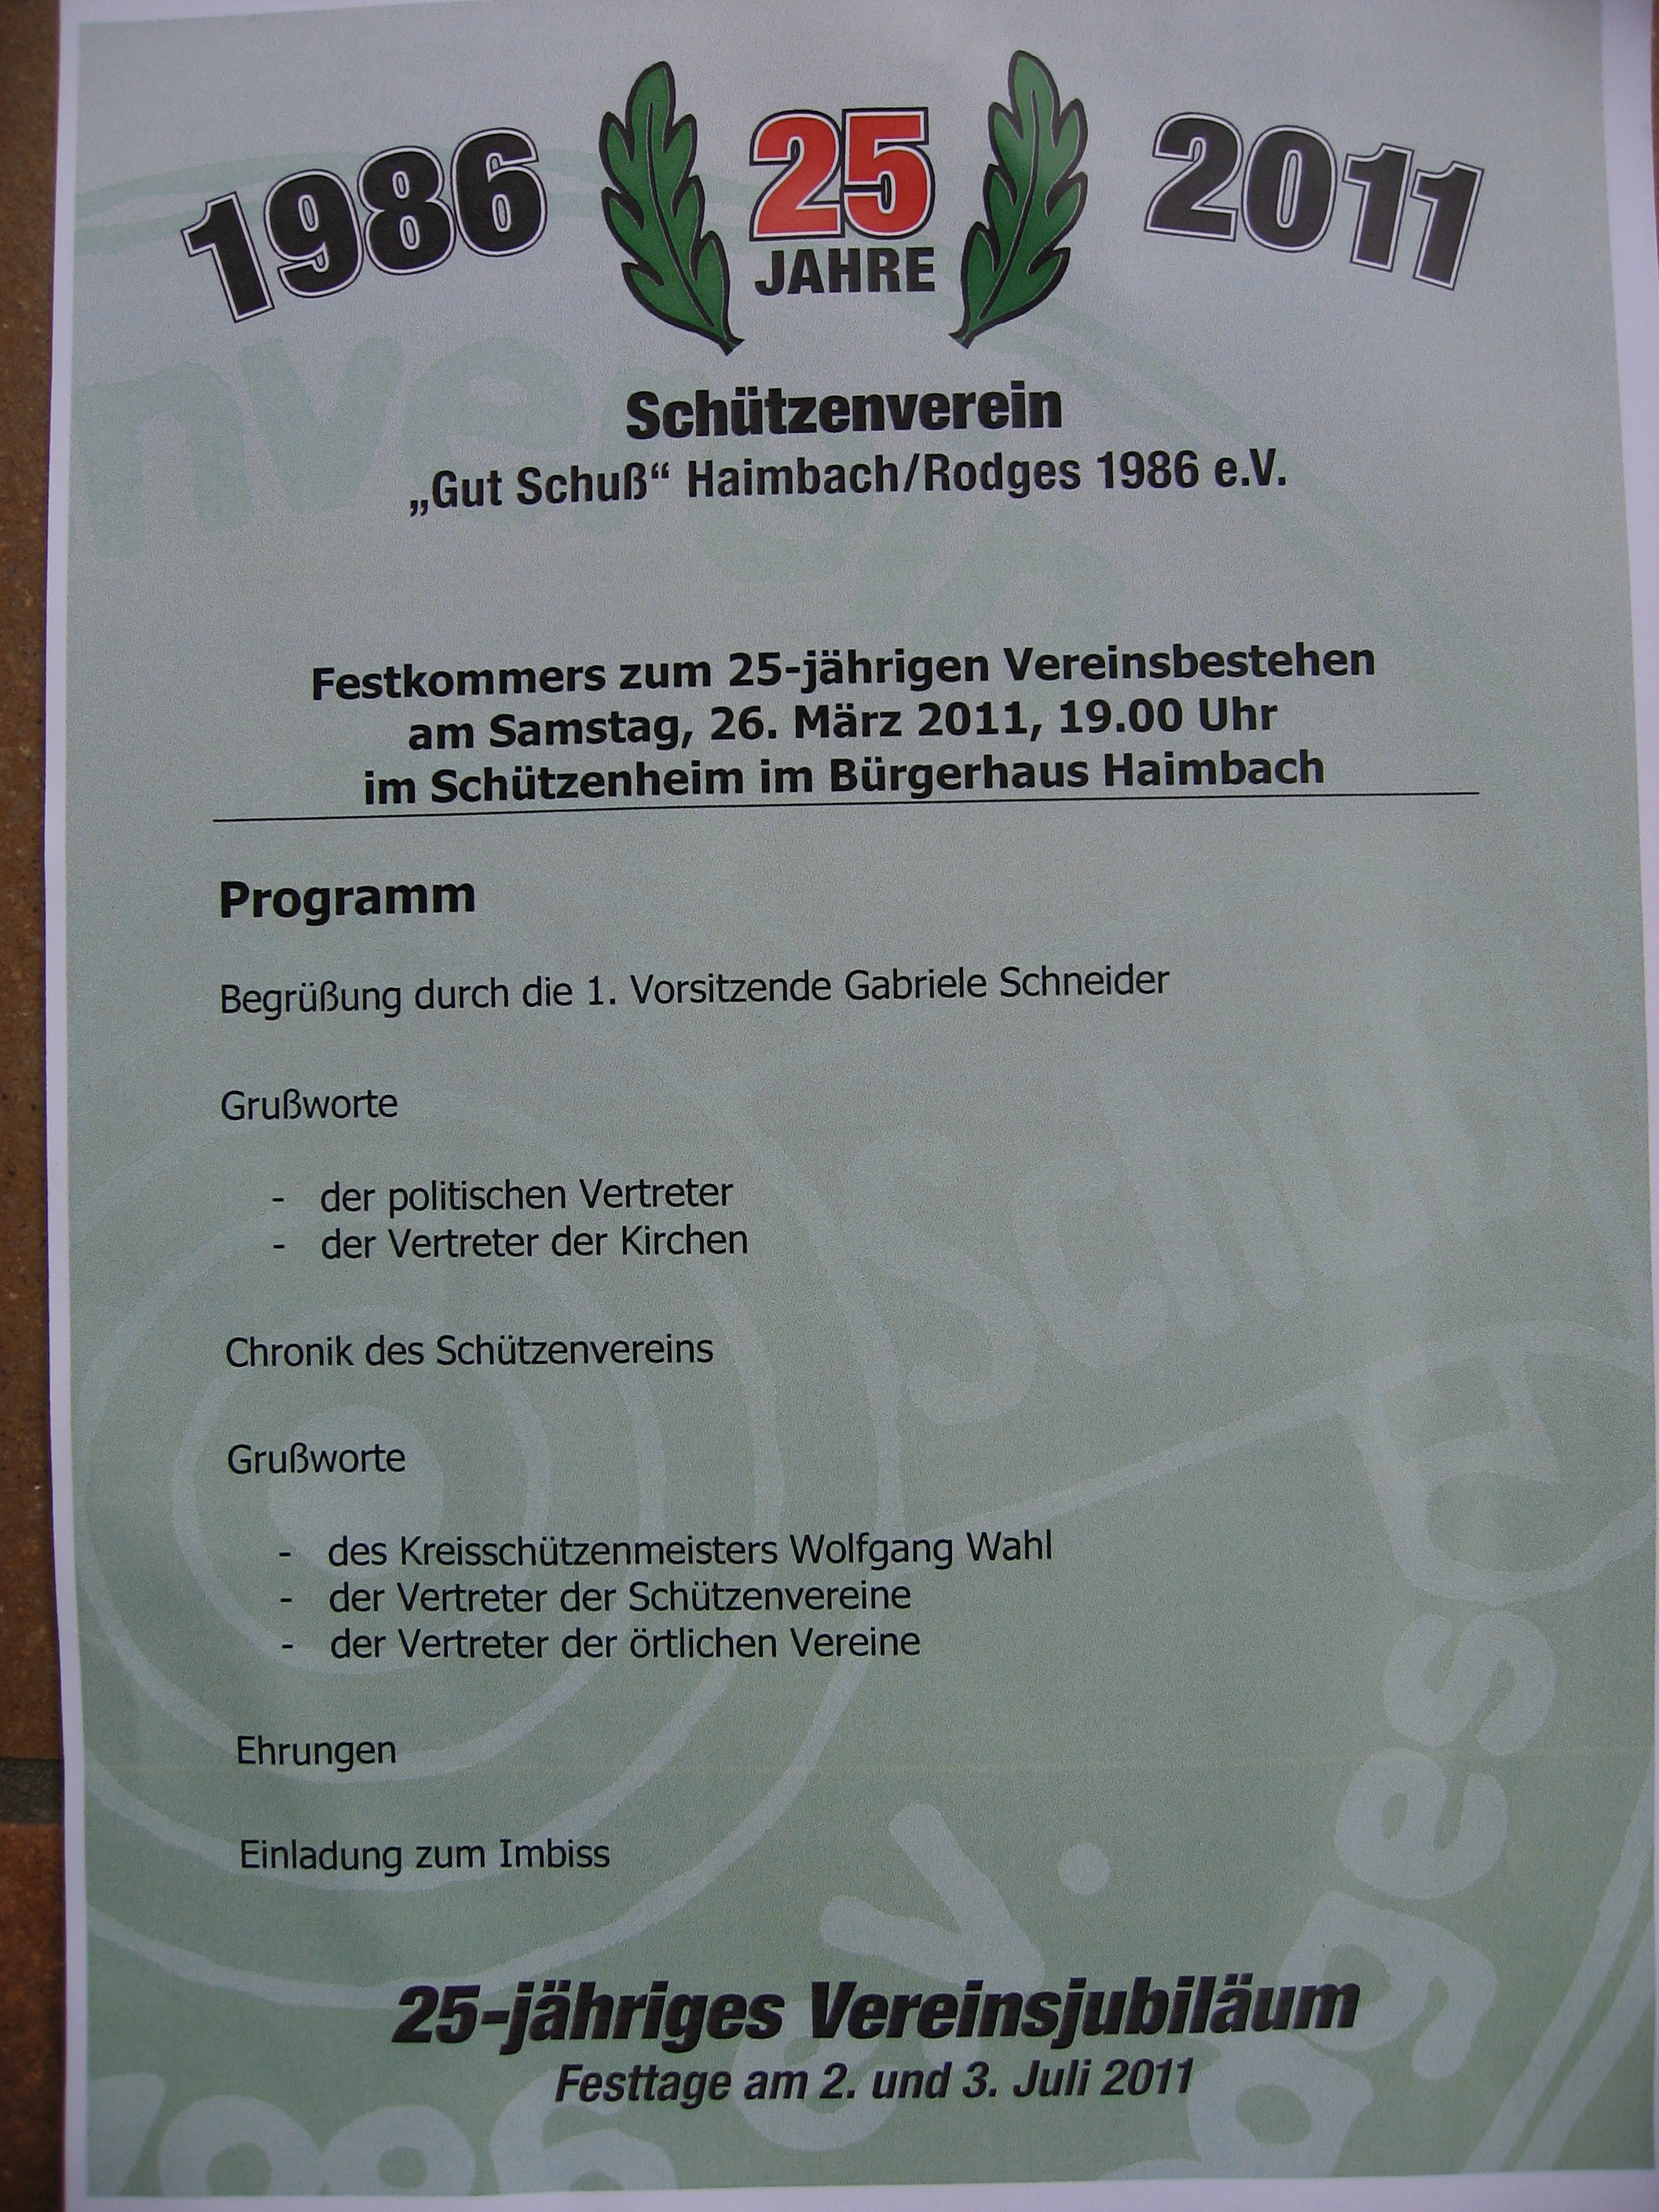 1986 25 2011
JAHRE
Schützenverein
„Gut Schuß“ Haimbach/Rodges 1986 e.V.
Festkommers zum 25-jährigen Vereinsbestehen
am Samstag, 26. März 2011, 19.00 Uhr
im Schützenheim im Bürgerhaus Haimbach
Programm
Begrüßung durch die 1. Vorsitzende Gabriele Schneider
Grußworte
- der politischen Vertreter
- der Vertreter der Kirchen
Chronik des Schützenvereins
Grußworte
- des Kreisschützenmeisters Wolfgang Wahl
- der Vertreter der Schützenvereine
- der Vertreter der örtlichen Vereine
Ehrungen
Einladung zum Imbiss
25-jähriges Vereinsjubiläum
Festtage am 2. und 3. Juli 2011